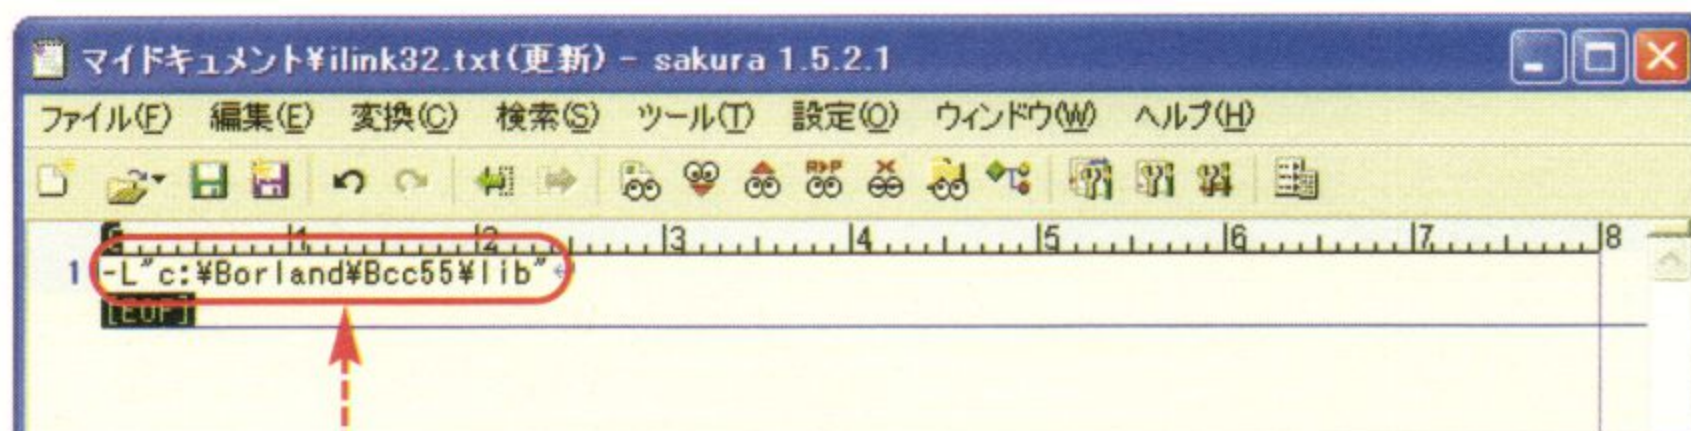 マイドキュメント¥ilink32.txt(更新) - sakura 1.5.2.1
ファイル(F) 編集(E) 変換(C) 検索(S) ツール(T) 設定(O) ウィンドウ(W) ヘルプ(H)
0 1 2 3 4 5 6 7 8
1 -L"c:¥Borland¥Bcc55¥lib"
[EOF]